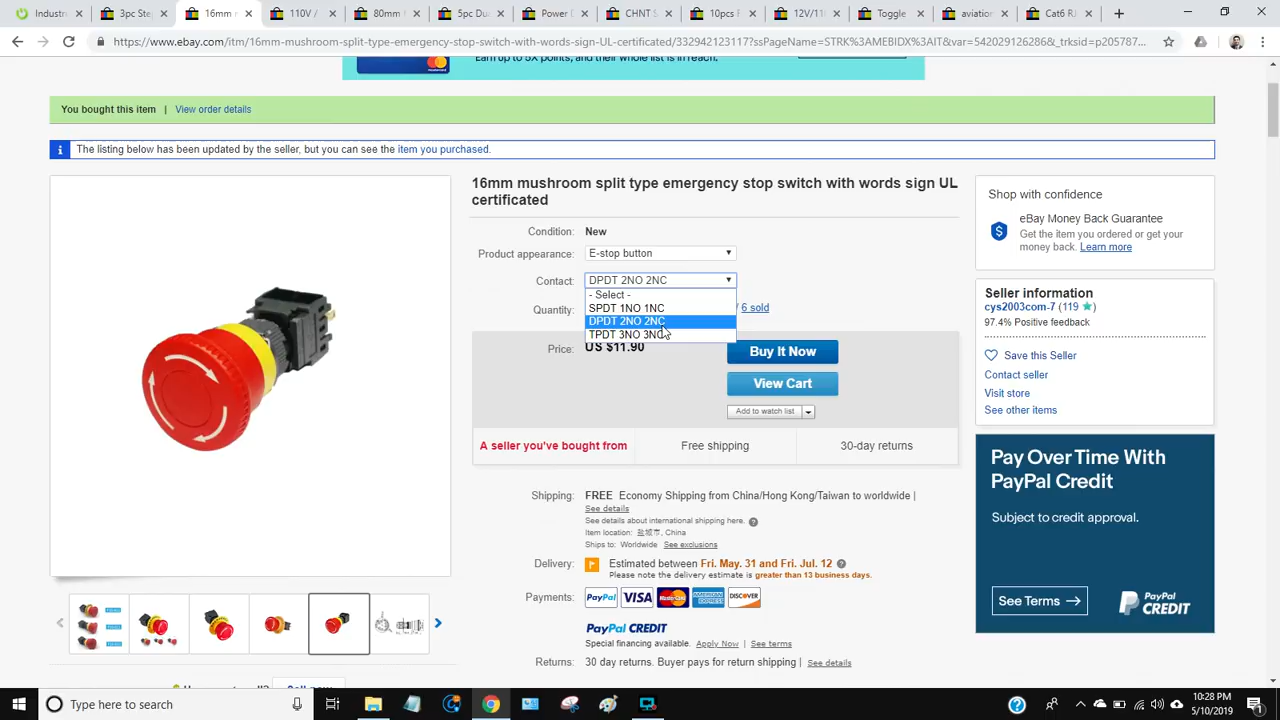 Industri
3pc Ste
16mm m
110V /
80mm
5pc Du
Power D
CHNT S
10pcs F
12V/11
Toggle
aviation
Cat6 RJ
https://www.ebay.com/itm/16mm-mushroom-split-type-emergency-stop-switch-with-words-sign-UL-certificated/332942123117?ssPageName=STRK%3AMEBIDX%3AIT&var=542029126286&_trksid=p205787...
Earn up to 5X points, and their whole list is in reach.
You bought this item | View order details
The listing below has been updated by the seller, but you can see the item you purchased.
16mm mushroom split type emergency stop switch with words sign UL
certificated
Condition: New
Product appearance: E-stop button
Contact: DPDT 2NO 2NC
- Select -
SPDT 1NO 1NC
DPDT 2NO 2NC
TPDT 3NO 3NC
Quantity:
/ 6 sold
Price: US $11.90
Buy It Now
View Cart
Add to watch list
A seller you've bought from
Free shipping
30-day returns
Shipping: FREE Economy Shipping from China/Hong Kong/Taiwan to worldwide |
See details
See details about international shipping here.
Item location: 盐城市, China
Ships to: Worldwide See exclusions
Delivery: Estimated between Fri. May. 31 and Fri. Jul. 12
Please note the delivery estimate is greater than 13 business days.
Payments: PayPal VISA MasterCard AMERICAN EXPRESS DISCOVER
PayPal CREDIT
Special financing available. Apply Now | See terms
Returns: 30 day returns. Buyer pays for return shipping | See details
Shop with confidence
eBay Money Back Guarantee
Get the item you ordered or get your
money back. Learn more
Seller information
cys2003com-7 (119 )
97.4% Positive feedback
Save this Seller
Contact seller
Visit store
See other items
Pay Over Time With
PayPal Credit
Subject to credit approval.
See Terms
PayPal
CREDIT
Type here to search
10:28 PM
5/10/2019